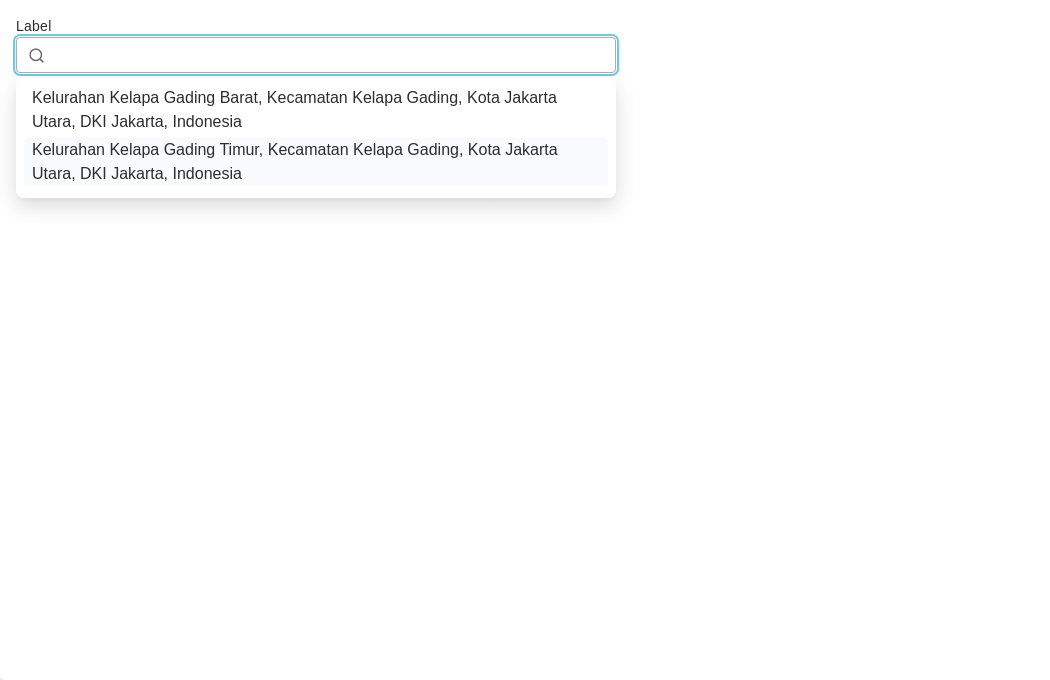 Label
Kelurahan Kelapa Gading Barat, Kecamatan Kelapa Gading, Kota Jakarta
Utara, DKI Jakarta, Indonesia
Kelurahan Kelapa Gading Timur, Kecamatan Kelapa Gading, Kota Jakarta
Utara, DKI Jakarta, Indonesia